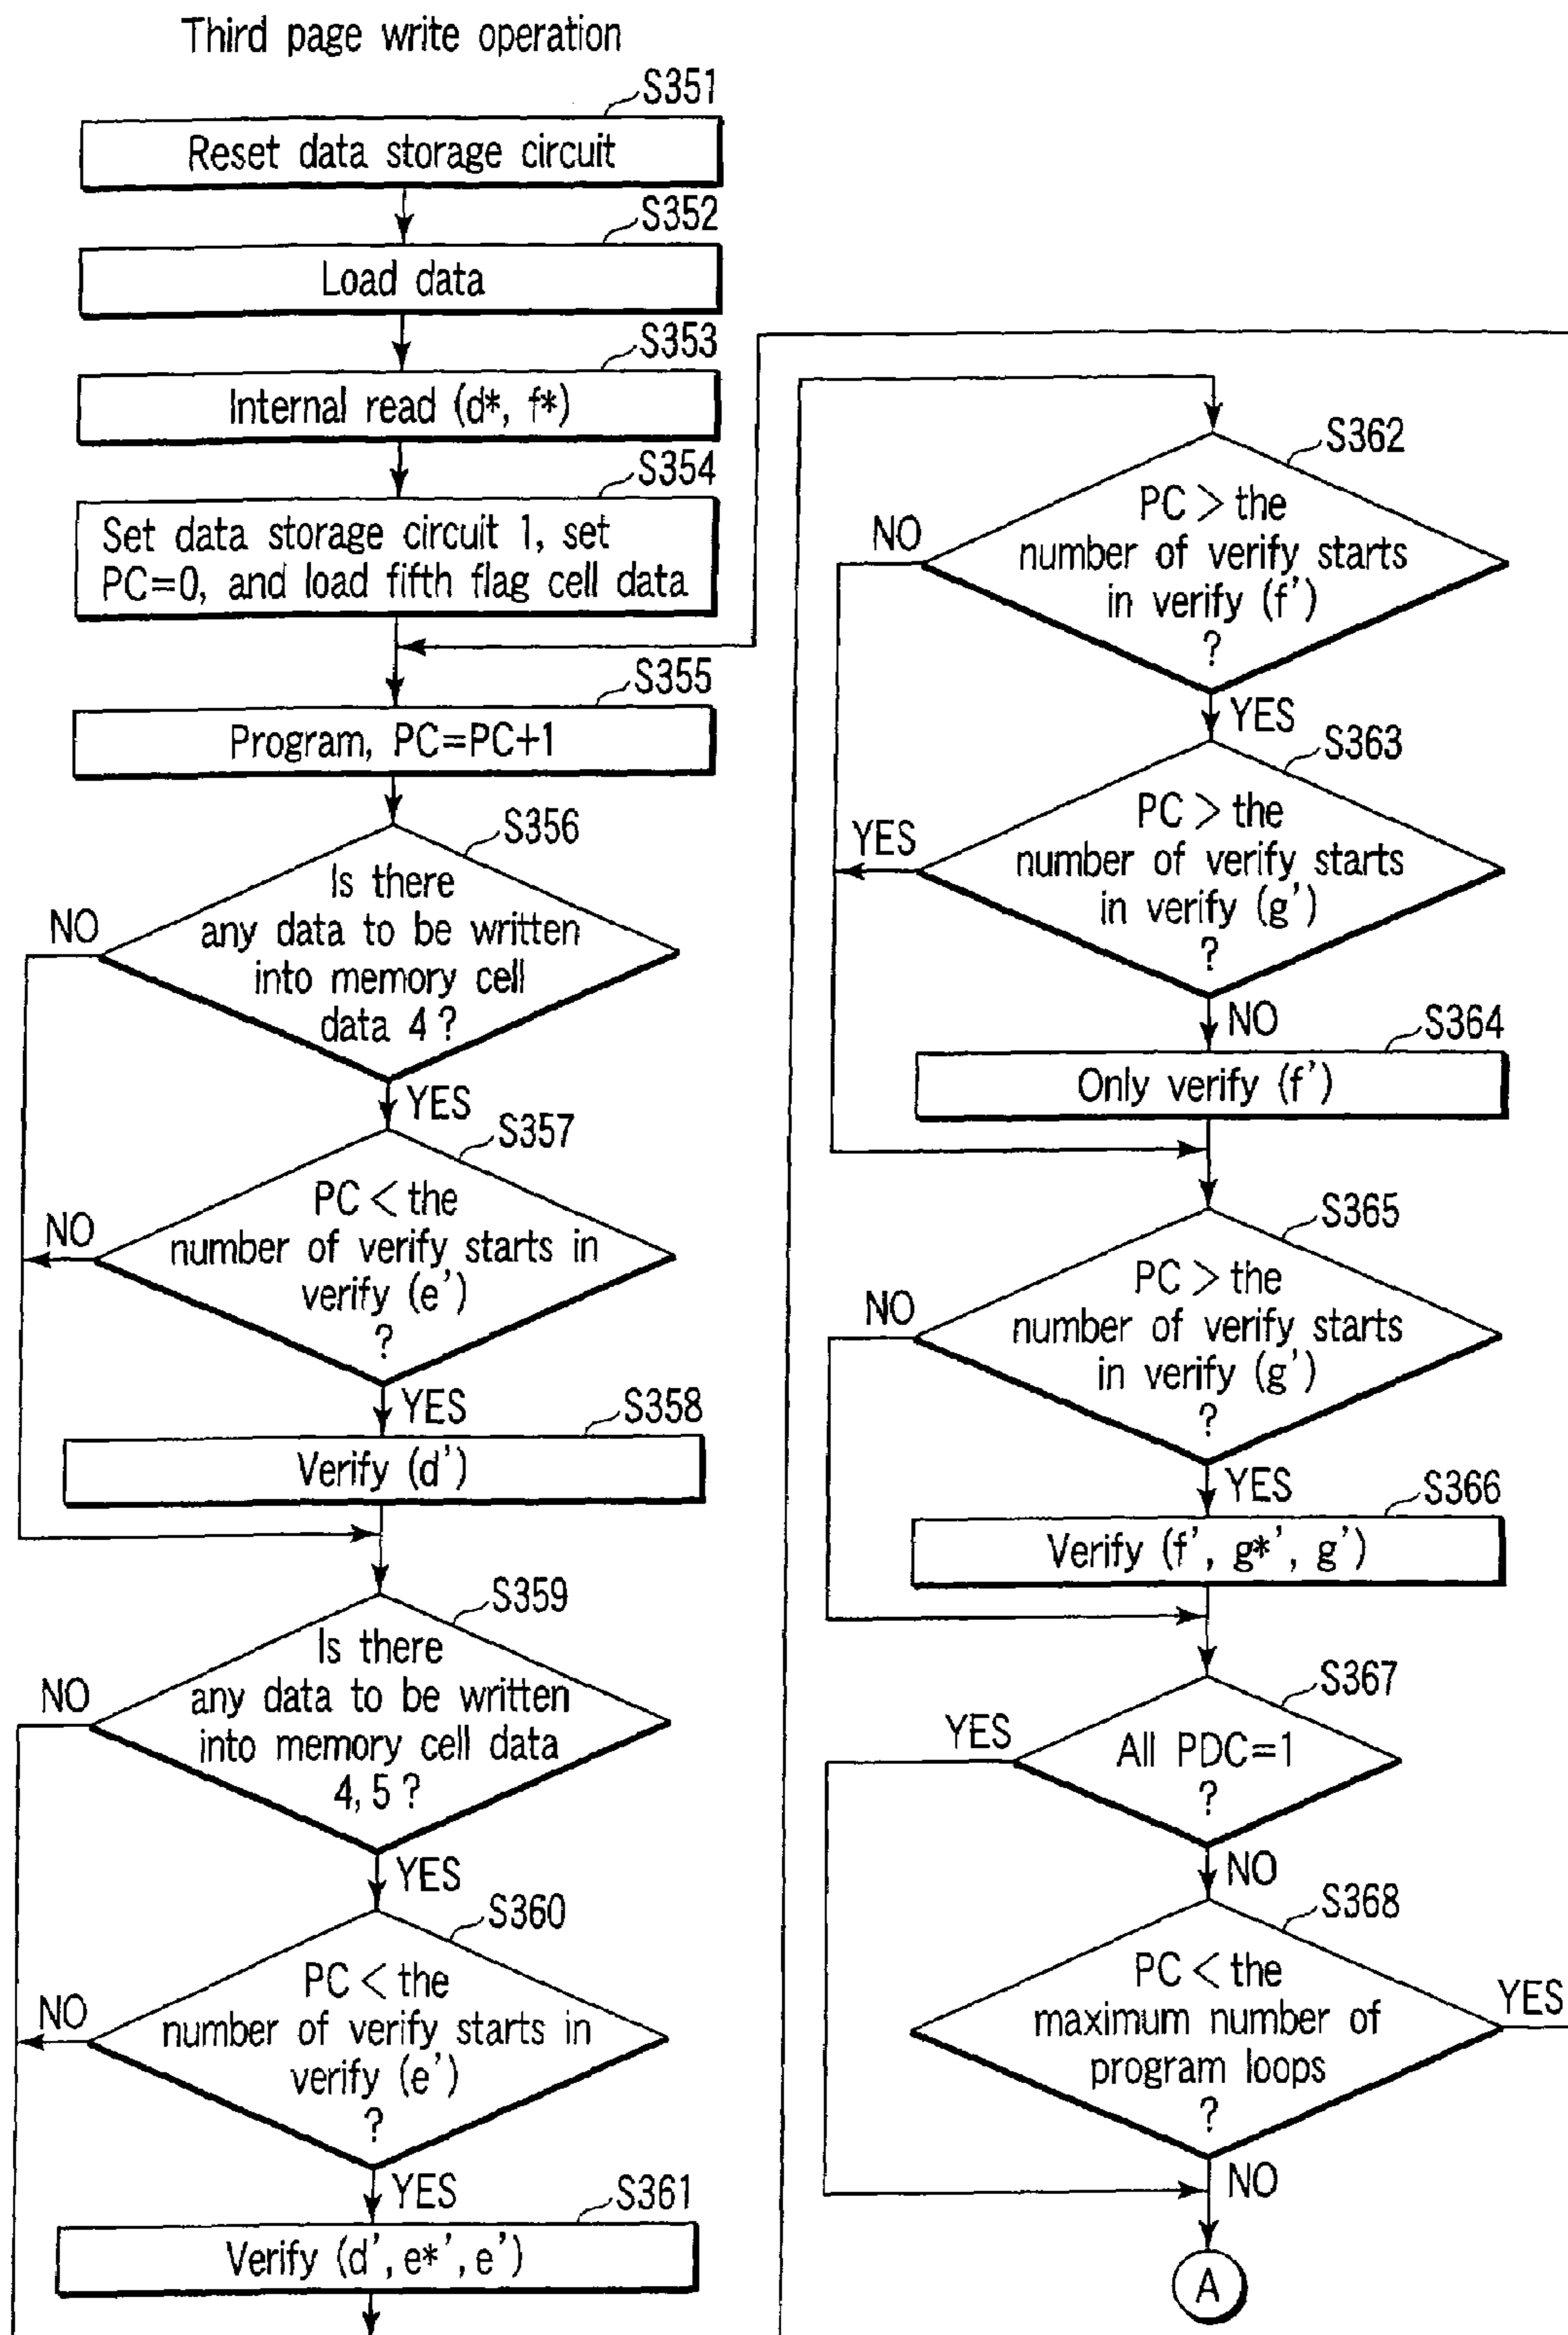 Third page write operation
S351
Reset data storage circuit
S352
Load data
S353
Internal read (d*, f*)
S354
Set data storage circuit 1, set
PC=0, and load fifth flag cell data
S355
Program, PC=PC+1
S356
Is there
any data to be written
into memory cell
data 4?
NO
YES
S357
PC < the
number of verify starts in
verify (e')
?
NO
YES
S358
Verify (d')
S359
Is there
any data to be written
into memory cell data
4, 5?
NO
YES
S360
PC < the
number of verify starts in
verify (e')
?
NO
YES
S361
Verify (d', e*', e')
S362
PC > the
number of verify starts
in verify (f')
?
NO
YES
S363
PC > the
number of verify starts
in verify (g')
?
YES
NO
S364
Only verify (f')
S365
PC > the
number of verify starts
in verify (g')
?
NO
YES
S366
Verify (f', g*', g')
S367
All PDC=1
?
YES
NO
S368
PC < the
maximum number of
program loops
?
YES
NO
A